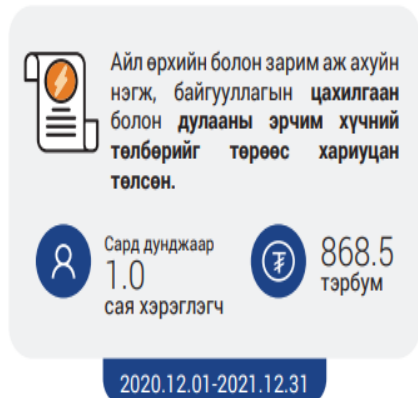 Айл өрхийн болон зарим аж ахуйн
нэгж, байгууллагын цахилгаан
болон дулааны эрчим хүчний
төлбөрийг төрөөс хариуцан
төлсөн.
Сард дунджаар
1.0
сая хэрэглэгч
₮
868.5
тэрбум
2020.12.01-2021.12.31